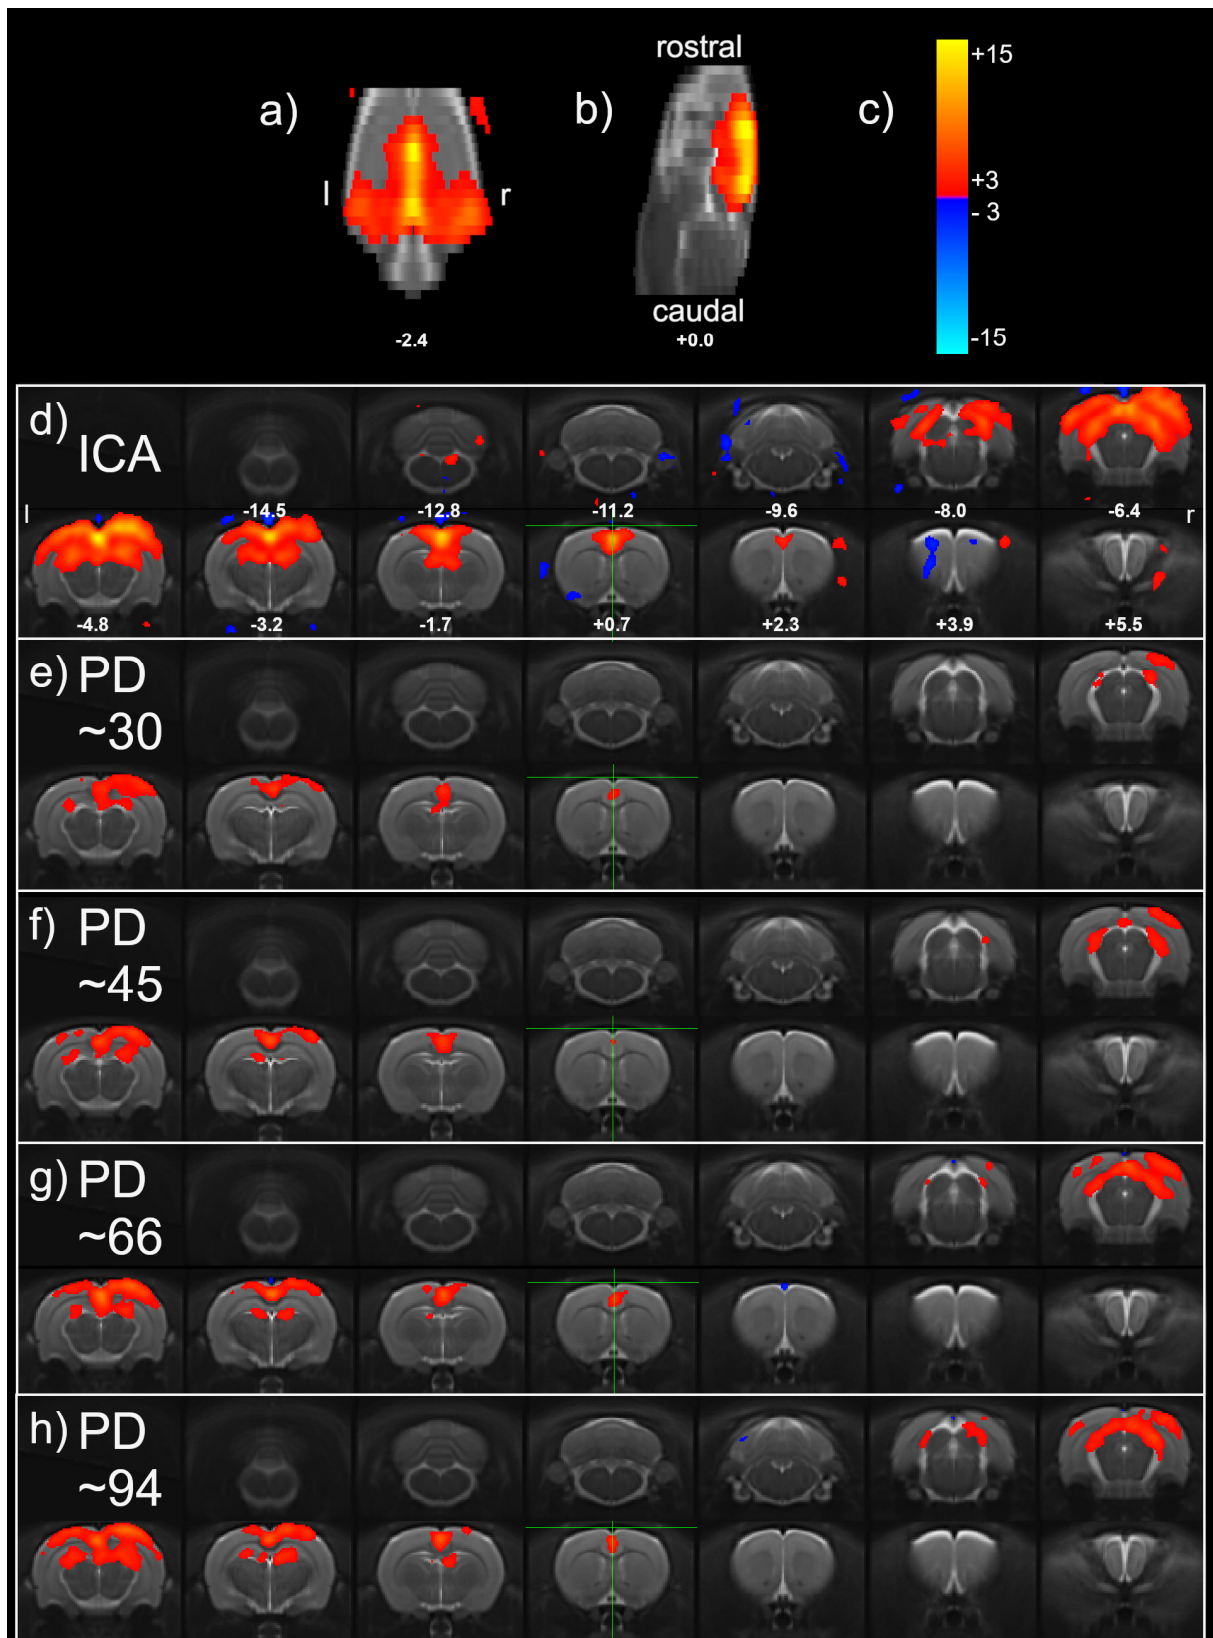 rostral
a)
b)
c)
+15
+3
- 3
-15
l
r
caudal
-2.4
+0.0
d)
ICA
l
-14.5
-12.8
-11.2
-9.6
-8.0
-6.4
r
-4.8
-3.2
-1.7
+0.7
+2.3
+3.9
+5.5
e) PD
~30
f) PD
~45
g) PD
~66
h) PD
~94